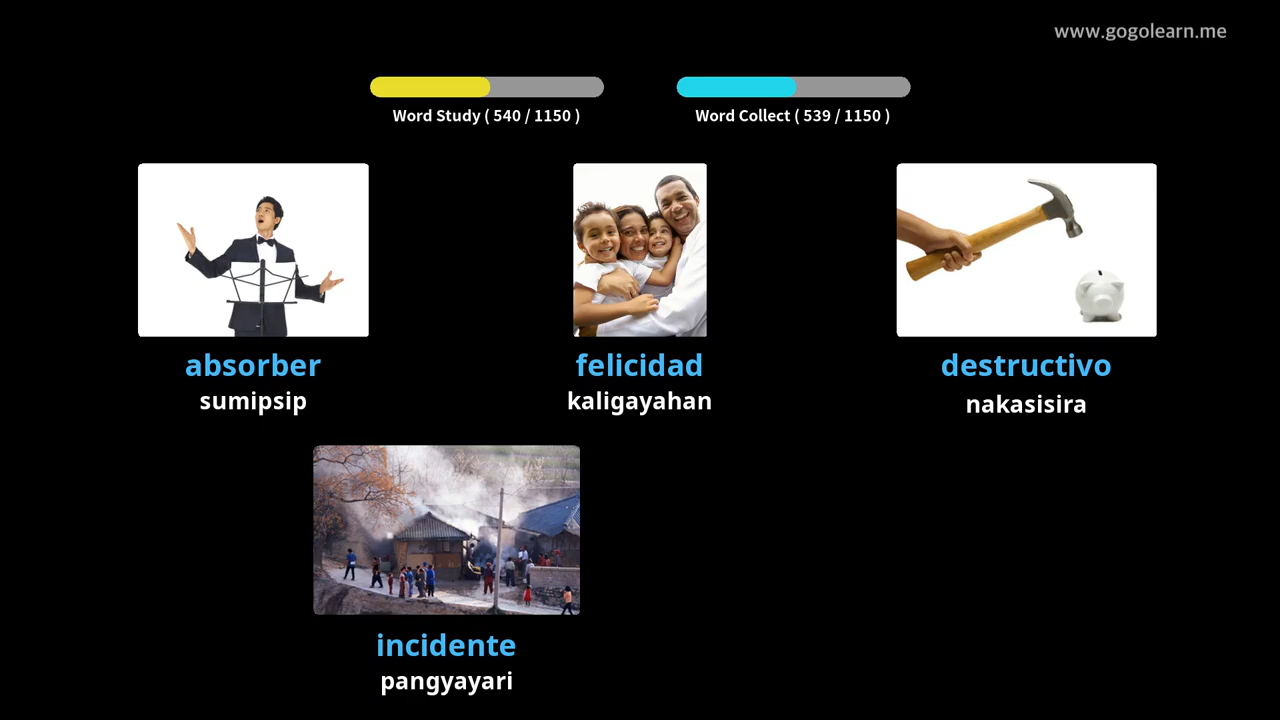 www.gogolearn.me
Word Study ( 540 / 1150 )
Word Collect ( 539 / 1150 )
absorber
sumipsip
felicidad
kaligayahan
destructivo
nakasisira
incidente
pangyayari